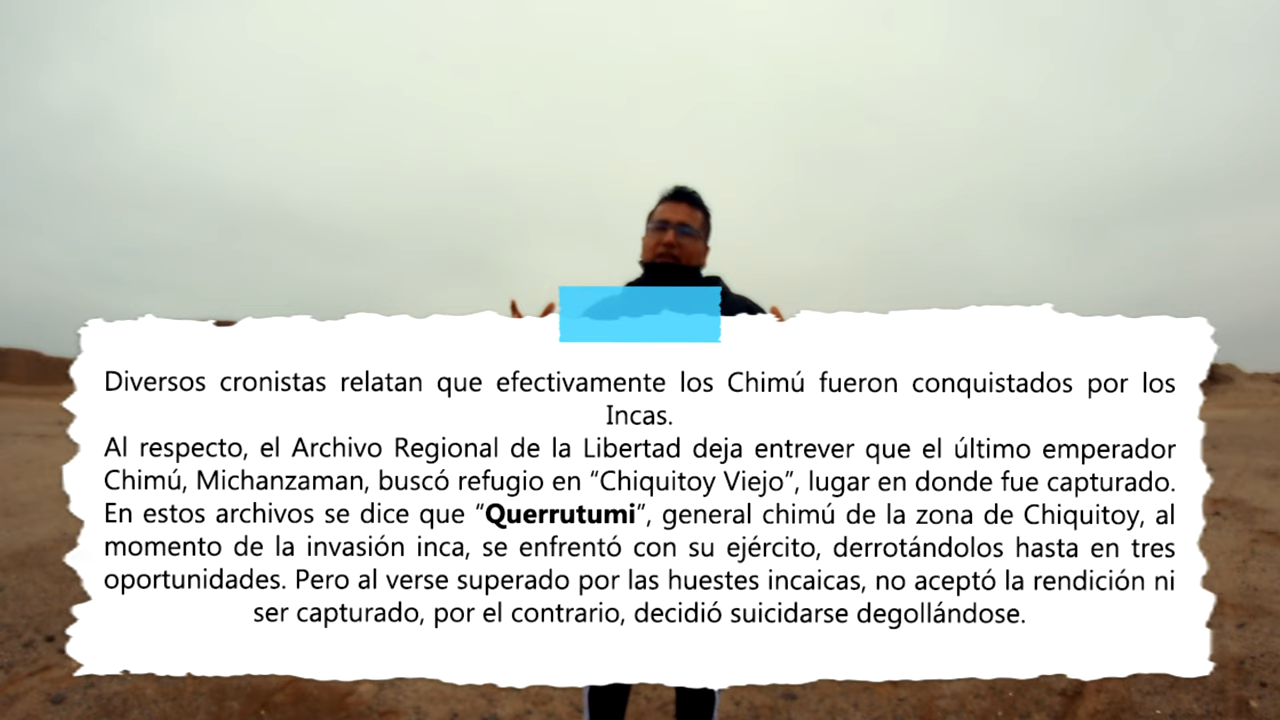 Diversos cronistas relatan que efectivamente los Chimú fueron conquistados por los
Incas.
Al respecto, el Archivo Regional de la Libertad deja entrever que el último emperador
Chimú, Michanzaman, buscó refugio en “Chiquitoy Viejo”, lugar en donde fue capturado.
En estos archivos se dice que “Querrutumi”, general chimú de la zona de Chiquitoy, al
momento de la invasión inca, se enfrentó con su ejército, derrotándolos hasta en tres
oportunidades. Pero al verse superado por las huestes incaicas, no aceptó la rendición ni
ser capturado, por el contrario, decidió suicidarse degollándose.